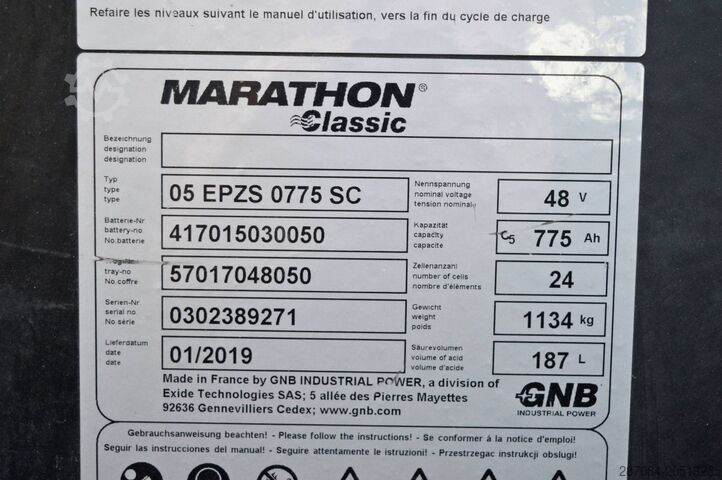 Refaire les niveaux suivant le manuel d'utilisation, vers la fin du cycle de charge
MARATHON®
Classic
Bezeichnung
designation
désignation
Typ
type
type
05 EPZS 0775 SC
Nennspannung
nominal voltage
tension nominale
48 V
Batterie-Nr
battery-no
No.batterie
417015030050
Kapazität
capacity
capacite
C5 775 Ah
Trog-Nr
tray-no
No.coffre
57017048050
Zellenanzahl
number of cells
nombre d'éléments
24
Serien-Nr
serial no
No.série
0302389271
Gewicht
weight
poids
1134 kg
Lieferdatum
date
date
01/2019
Säurevolumen
volume of acid
volume d'acide
187 L
Made in France by GNB INDUSTRIAL POWER, a division of
Exide Technologies SAS; 5 allée des Pierres Mayettes
92636 Gennevilliers Cedex; www.gnb.com
GNB
INDUSTRIAL POWER
Gebrauchsanweisung beachten! - Please follow the instructions! - Se conformer á la notice d'emploi!
Seguir las instrucciones del manual! - Seguire attentamente le istruzioni! - Przestrzegac instrukcji obslugi!